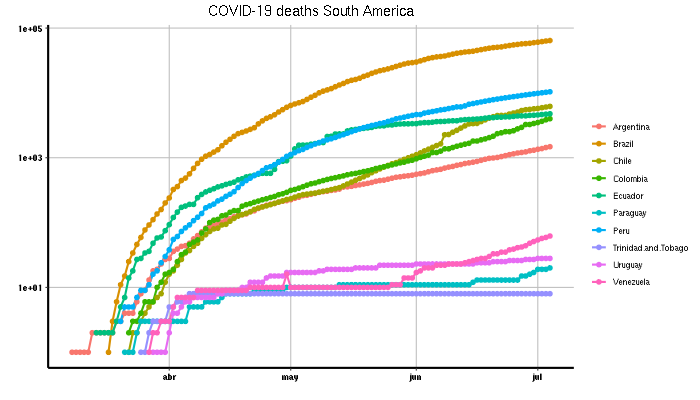 COVID-19 deaths South America
1e+05
1e+03
1e+01
abr
may
jun
jul
Argentina
Brazil
Chile
Colombia
Ecuador
Paraguay
Peru
Trinidad.and.Tobago
Uruguay
Venezuela